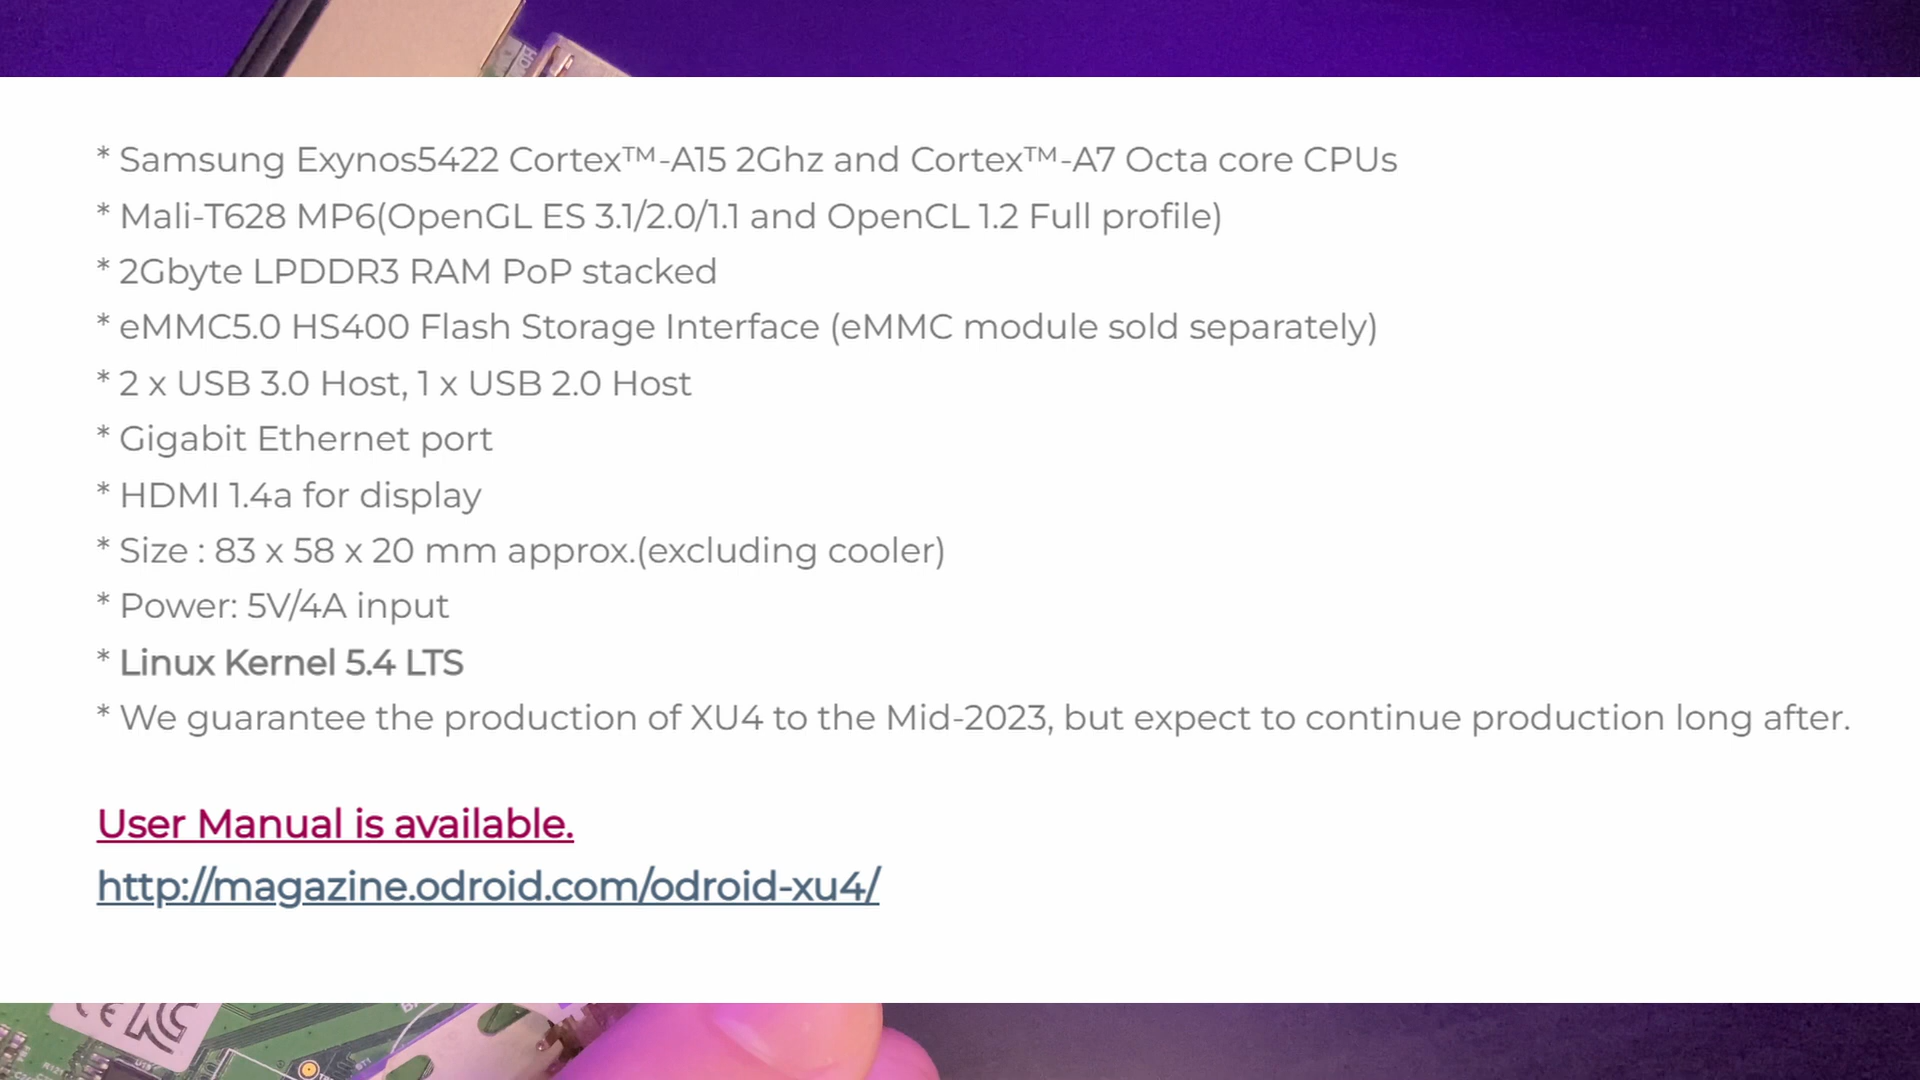 * Samsung Exynos5422 Cortex™-A15 2Ghz and Cortex™-A7 Octa core CPUs
* Mali-T628 MP6(OpenGL ES 3.1/2.0/1.1 and OpenCL 1.2 Full profile)
* 2Gbyte LPDDR3 RAM PoP stacked
* eMMC5.0 HS400 Flash Storage Interface (eMMC module sold separately)
* 2 x USB 3.0 Host, 1 x USB 2.0 Host
* Gigabit Ethernet port
* HDMI 1.4a for display
* Size : 83 x 58 x 20 mm approx.(excluding cooler)
* Power: 5V/4A input
* Linux Kernel 5.4 LTS
* We guarantee the production of XU4 to the Mid-2023, but expect to continue production long after.
User Manual is available.
http://magazine.odroid.com/odroid-xu4/